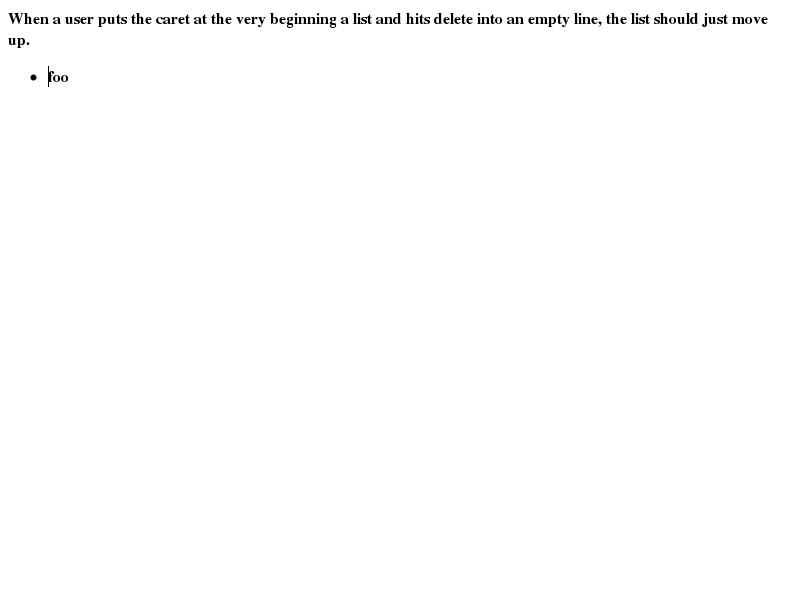 When a user puts the caret at the very beginning a list and hits delete into an empty line, the list should just move
up.
• foo